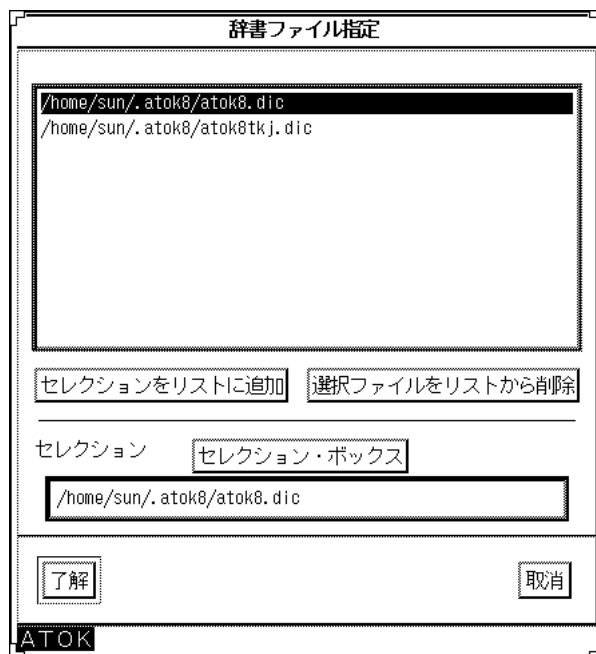 辞書ファイル指定
/home/sun/.atok8/atok8.dic
/home/sun/.atok8/atok8tkj.dic
セレクションをリストに追加 選択ファイルをリストから削除
セレクション セレクション・ボックス
/home/sun/.atok8/atok8.dic
了解 取消
ATOK